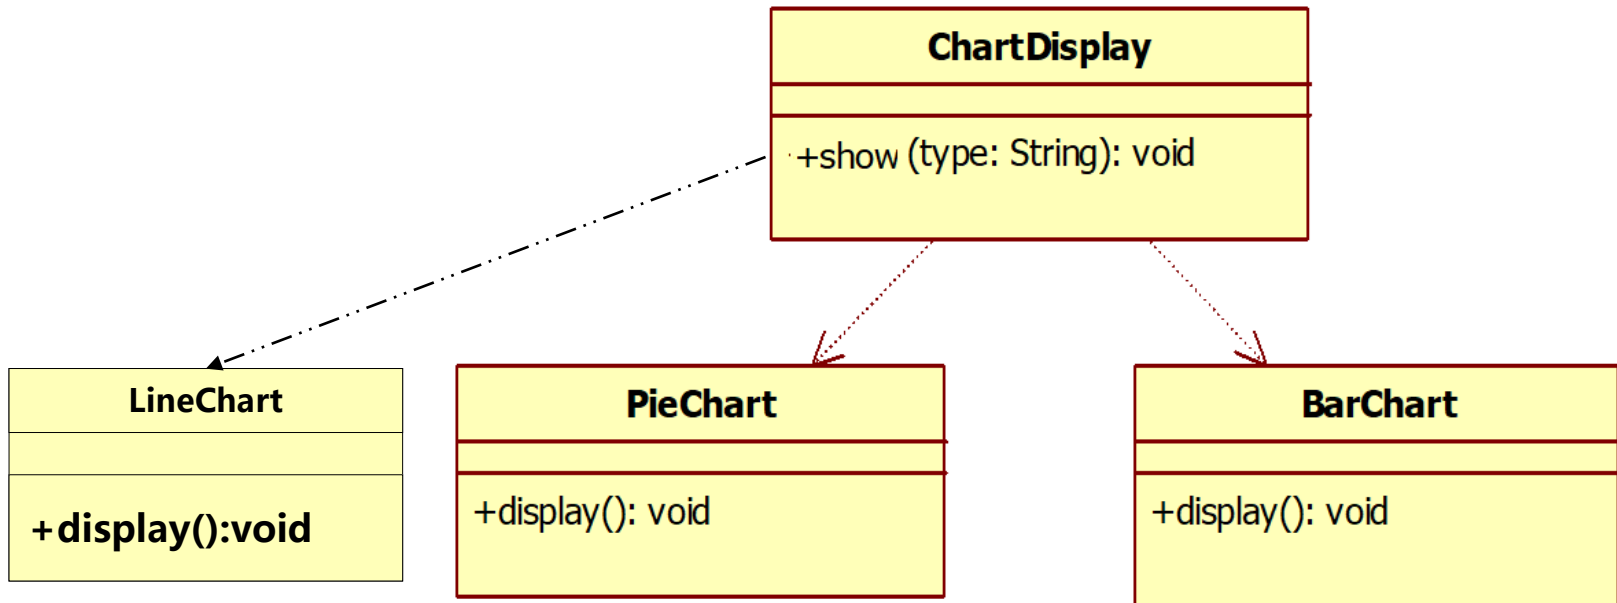 ChartDisplay
+show (type: String): void
LineChart
+display():void
PieChart
+display(): void
BarChart
+display(): void